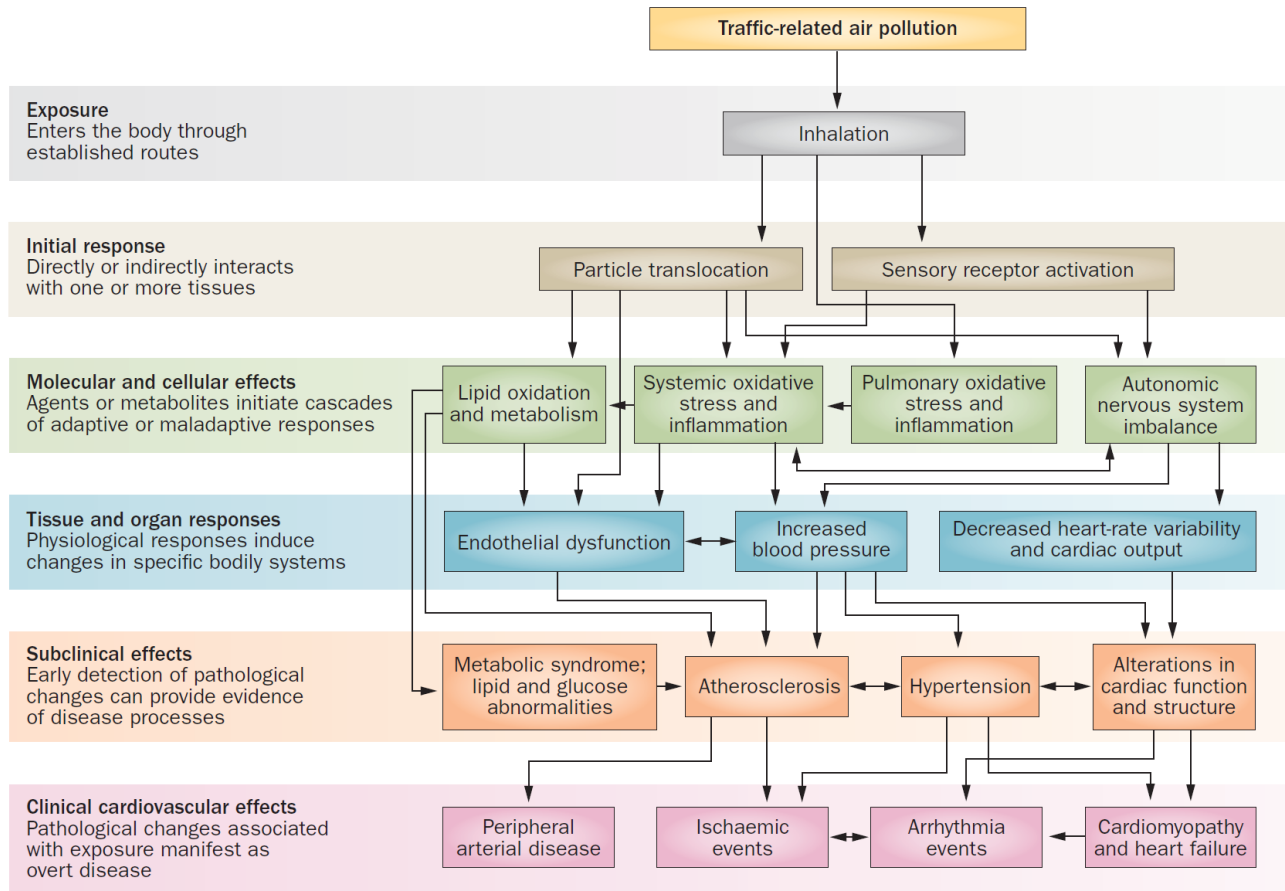 Traffic-related air pollution
Exposure
Enters the body through
established routes
Inhalation
Initial response
Directly or indirectly interacts
with one or more tissues
Particle translocation
Sensory receptor activation
Molecular and cellular effects
Agents or metabolites initiate cascades
of adaptive or maladaptive responses
Lipid oxidation
and metabolism
Systemic oxidative
stress and
inflammation
Pulmonary oxidative
stress and
inflammation
Autonomic
nervous system
imbalance
Tissue and organ responses
Physiological responses induce
changes in specific bodily systems
Endothelial dysfunction
Increased
blood pressure
Decreased heart-rate variability
and cardiac output
Subclinical effects
Early detection of pathological
changes can provide evidence
of disease processes
Metabolic syndrome;
lipid and glucose
abnormalities
Atherosclerosis
Hypertension
Alterations in
cardiac function
and structure
Clinical cardiovascular effects
Pathological changes associated
with exposure manifest as
overt disease
Peripheral
arterial disease
Ischaemic
events
Arrhythmia
events
Cardiomyopathy
and heart failure